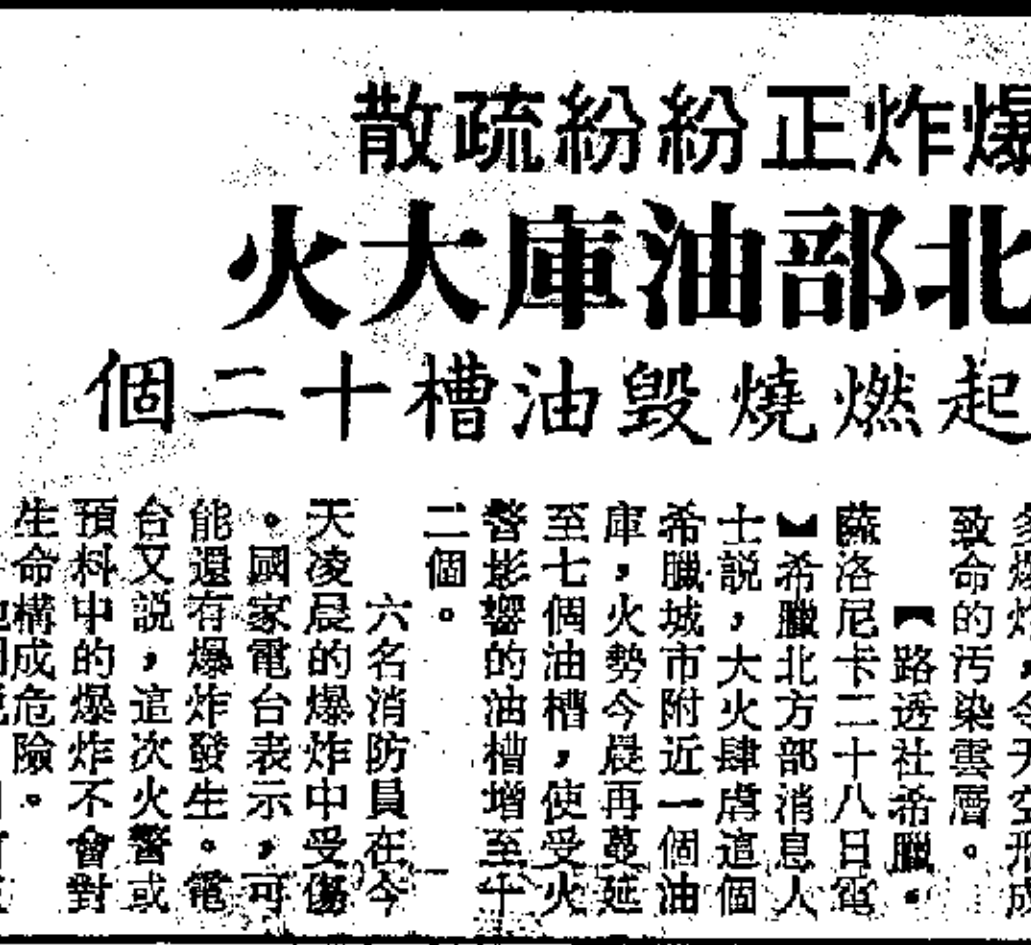 爆炸正紛紛疏散
北部油庫大火
起燃燒毀油槽十二個
爆炸，令天空形成
致命的污染雲層。
【路透社希臘．
薩洛尼卡二十八日電
】希臘北方部消息人
士説，大火肆虐這個
希臘城市附近一個油
庫，火勢今晨再蔓延
至七個油槽，使受火
警影響的油槽增至十
二個。
六名消防員在今
天凌晨的爆炸中受傷
。國家電台表示，可
能還有爆炸發生。電
台又説，這次火警或
預料中的爆炸不會對
生命構成危險。